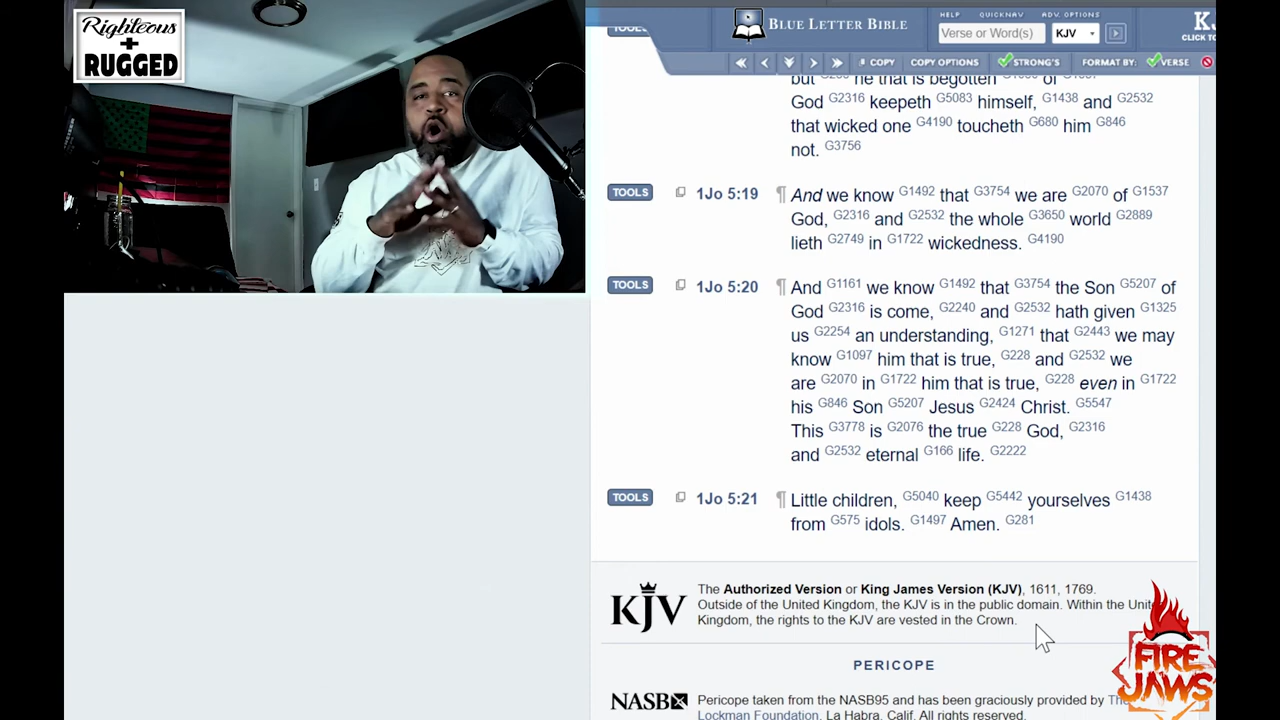 Righteous
+
RUGGED
TOOLS
BLUE LETTER BIBLE
HELP QUICKNAV ADV. OPTIONS
Verse or Word(s)
KJV
CLICK TO
COPY COPY OPTIONS STRONG'S FORMAT BY: VERSE
but he that is begotten of
God G2316 keepeth G5083 himself, G1438 and G2532
that wicked one G4190 toucheth G680 him G846
not. G3756
TOOLS 1Jo 5:19 ¶ And we know G1492 that G3754 we are G2070 of G1537
God, G2316 and G2532 the whole G3650 world G2889
lieth G2749 in G1722 wickedness. G4190
TOOLS 1Jo 5:20 ¶ And G1161 we know G1492 that G3754 the Son G5207 of
God G2316 is come, G2240 and G2532 hath given G1325
us G2254 an understanding, G1271 that G2443 we may
know G1097 him that is true, G228 and G2532 we
are G2070 in G1722 him that is true, G228 even in G1722
his G846 Son G5207 Jesus G2424 Christ. G5547
This G3778 is G2076 the true G228 God, G2316
and G2532 eternal G166 life. G2222
TOOLS 1Jo 5:21 ¶ Little children, G5040 keep G5442 yourselves G1438
from G575 idols. G1497 Amen. G281
KJV
The Authorized Version or King James Version (KJV), 1611, 1769.
Outside of the United Kingdom, the KJV is in the public domain. Within the
Kingdom, the rights to the KJV are vested in the Crown.
PERICOPE
NASB
Pericope taken from the NASB95 and has been graciously provided by
Lockman Foundation, La Habra, Calif. All rights reserved.
FIRE
JAWS